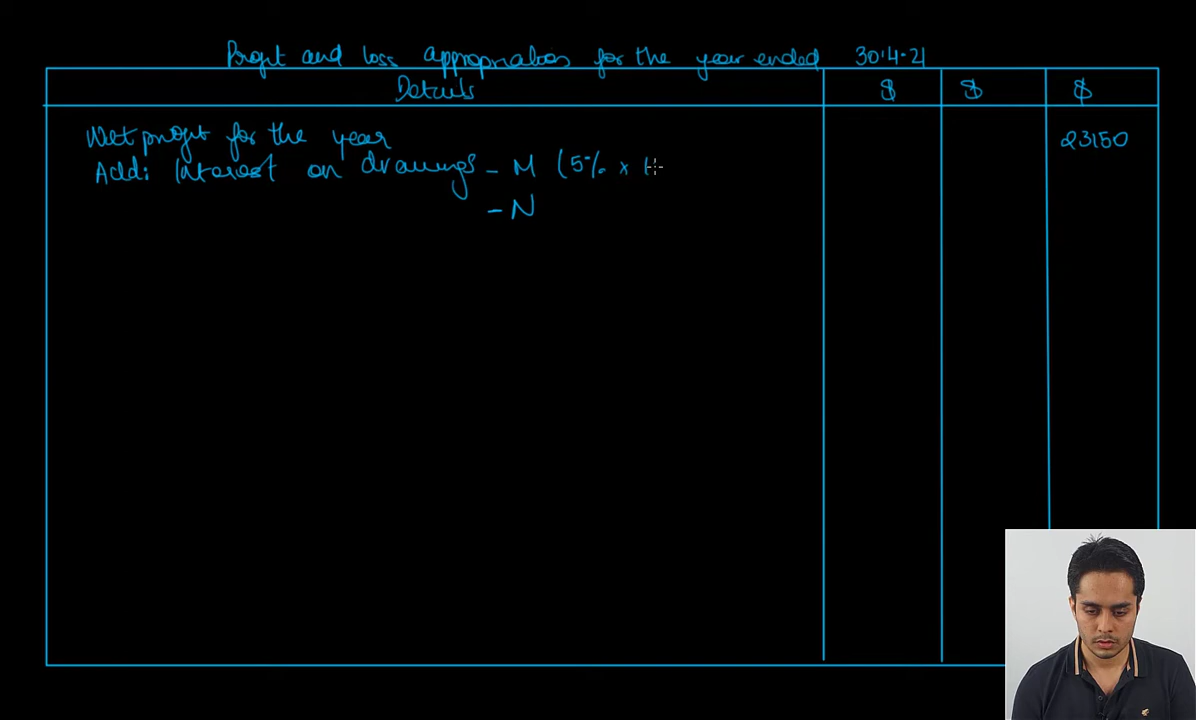 Profit and loss appropriation for the year ended 30.4.21
Details $ $ $
Net profit for the year 23150
Add: Interest on drawings - M (5% x
- N